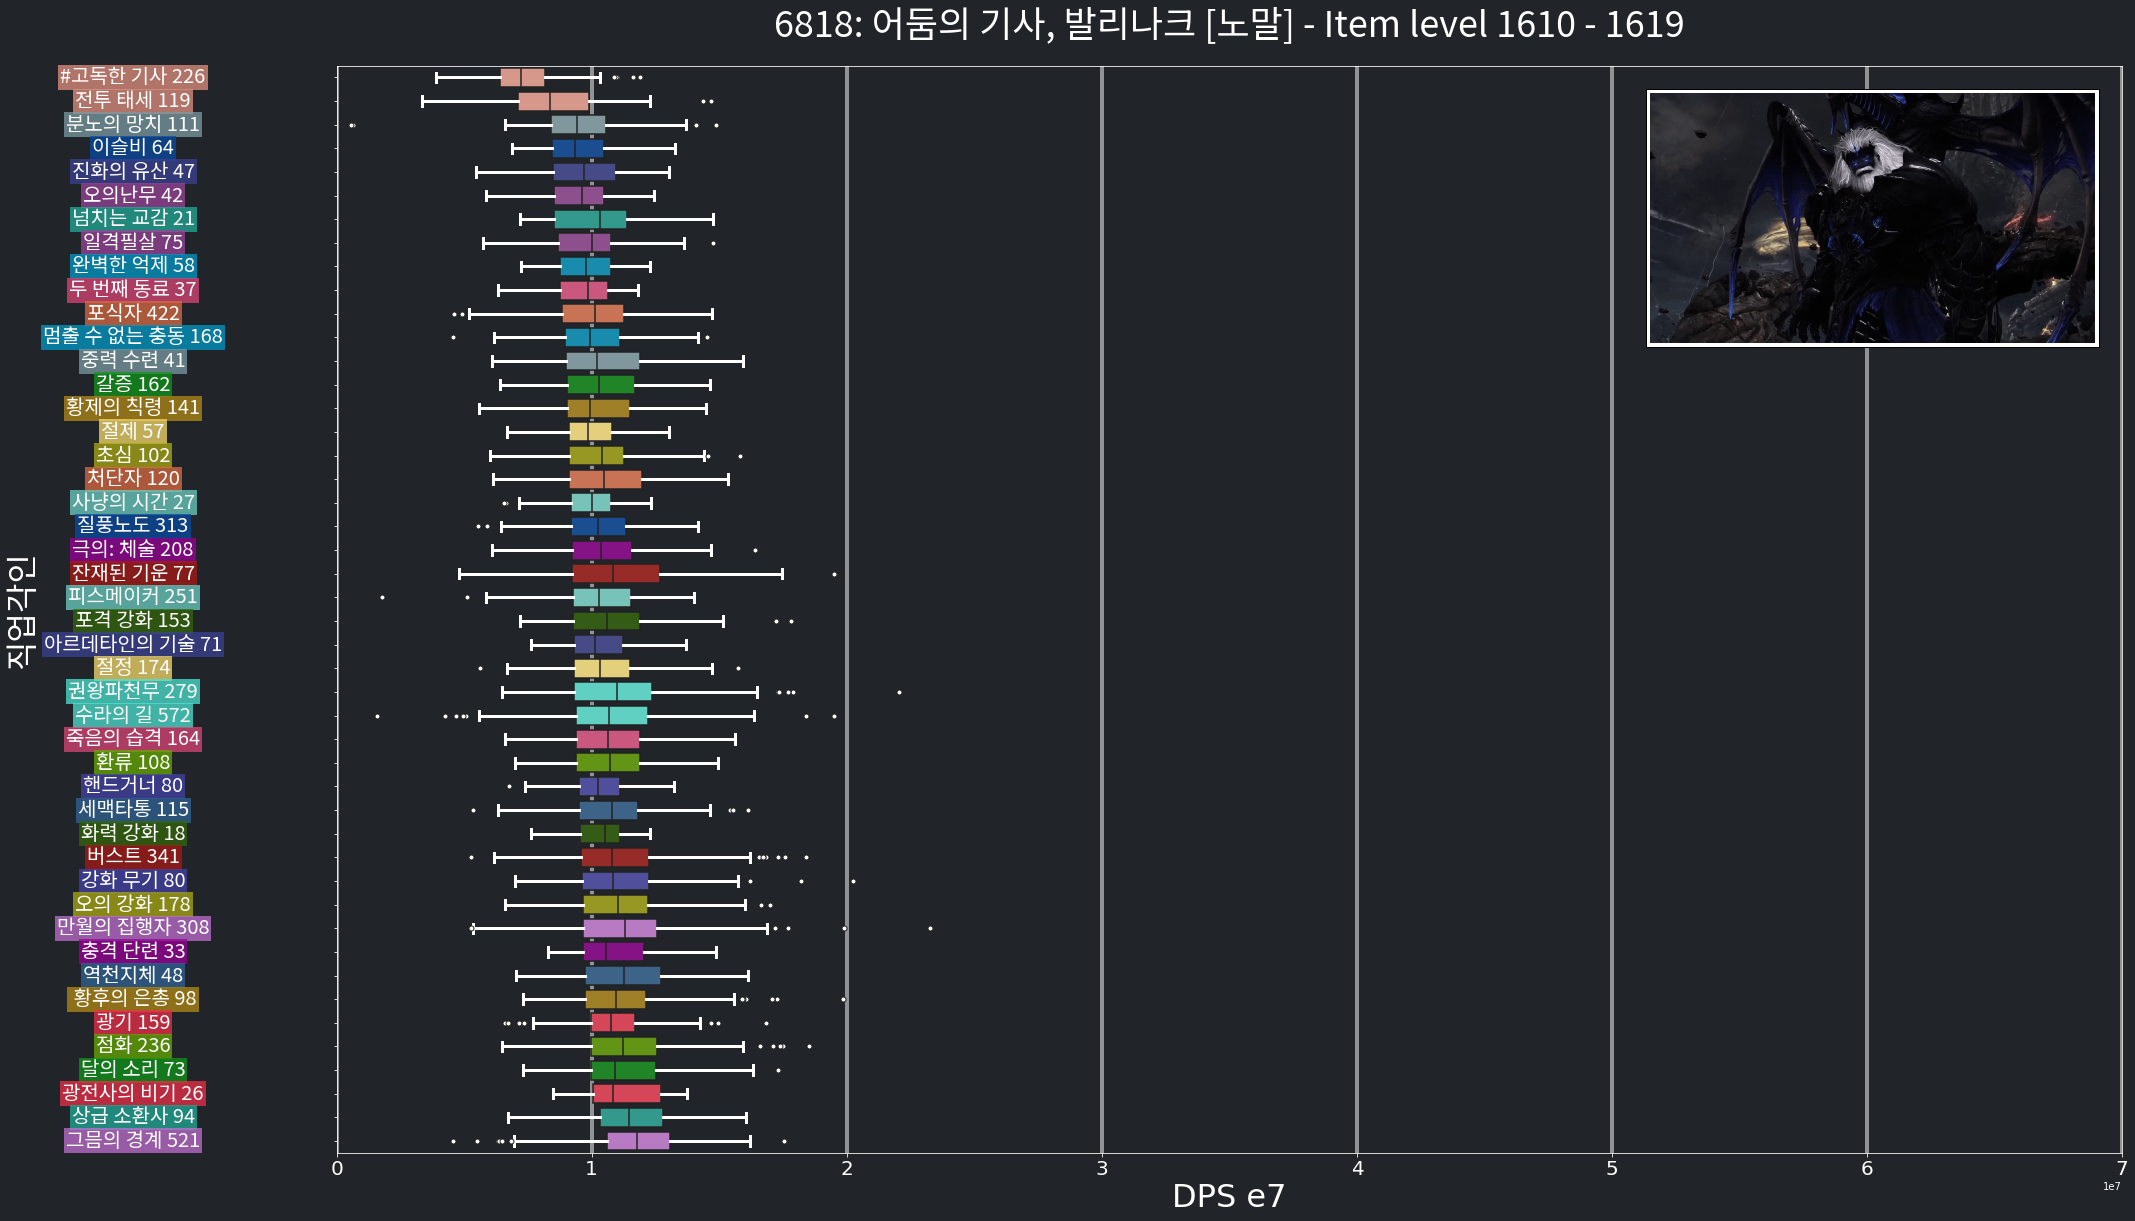 6818: 어둠의 기사, 발리나크 [노말] - Item level 1610 - 1619
직업각인
#고독한 기사 226
전투 태세 119
분노의 망치 111
이슬비 64
진화의 유산 47
오의난무 42
넘치는 교감 21
일격필살 75
완벽한 억제 58
두 번째 동료 37
포식자 422
멈출 수 없는 충동 168
중력 수련 41
갈증 162
황제의 칙령 141
절제 57
초심 102
처단자 120
사냥의 시간 27
질풍노도 313
극의: 체술 208
잔재된 기운 77
피스메이커 251
포격 강화 153
아르데타인의 기술 71
절정 174
권왕파천무 279
수라의 길 572
죽음의 습격 164
환류 108
핸드거너 80
세맥타통 115
화력 강화 18
버스트 341
강화 무기 80
오의 강화 178
만월의 집행자 308
충격 단련 33
역천지체 48
황후의 은총 98
광기 159
점화 236
달의 소리 73
광전사의 비기 26
상급 소환사 94
그믐의 경계 521
0 1 2 3 4 5 6 7
1e7
DPS e7